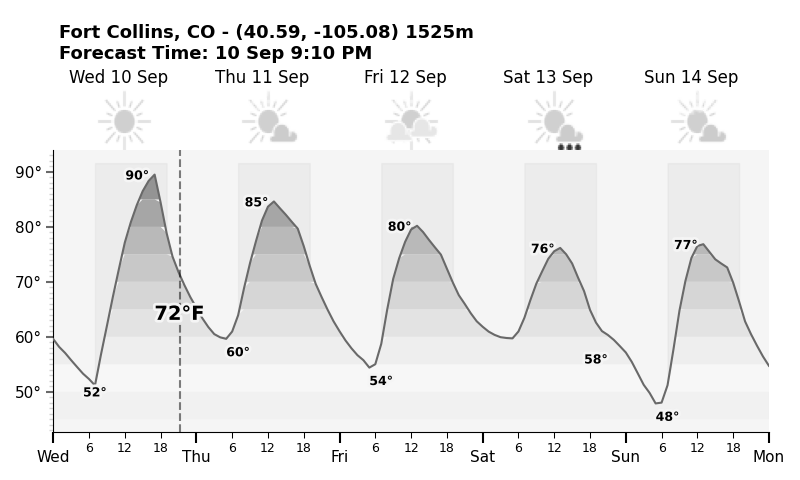 Fort Collins, CO - (40.59, -105.08) 1525m
Forecast Time: 10 Sep 9:10 PM
Wed 10 Sep Thu 11 Sep Fri 12 Sep Sat 13 Sep Sun 14 Sep
90°
90°
85°
80°
80°
76°
77°
70°
72°F
60°
60°
58°
54°
50°
52°
48°
6 12 18 6 12 18 6 12 18 6 12 18 6 12 18
Wed Thu Fri Sat Sun Mon